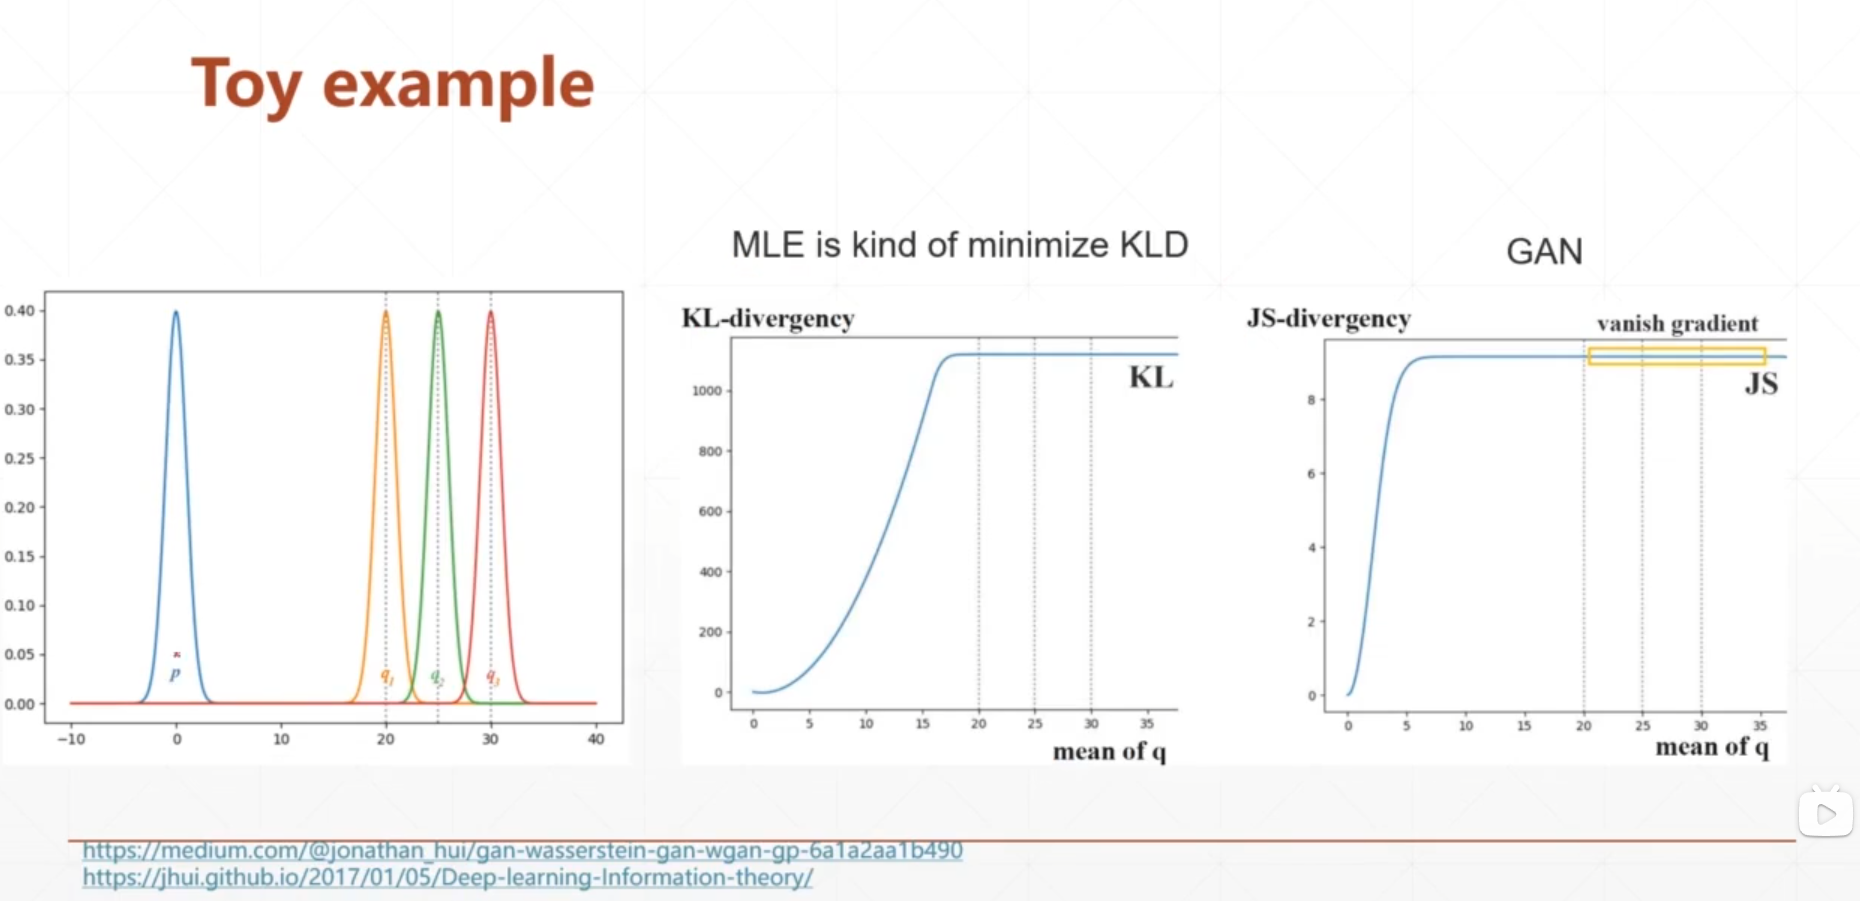 Toy example
MLE is kind of minimize KLD
GAN
0.40
0.35
0.30
0.25
0.20
0.15
0.10
0.05
0.00
p
q1
q2
q3
−10
0
10
20
30
40
KL-divergency
KL
1000
800
600
400
200
0
0
5
10
15
20
25
30
35
mean of q
JS-divergency
vanish gradient
JS
8
6
4
2
0
0
5
10
15
20
25
30
35
mean of q
https://medium.com/@jonathan_hui/gan-wasserstein-gan-wgan-gp-6a1a2aa1b490
https://jhui.github.io/2017/01/05/Deep-learning-Information-theory/